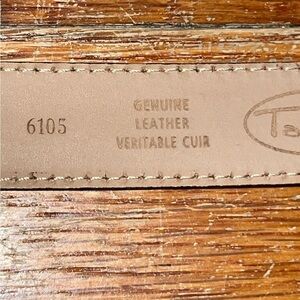 6105
GENUINE
LEATHER
VERITABLE CUIR